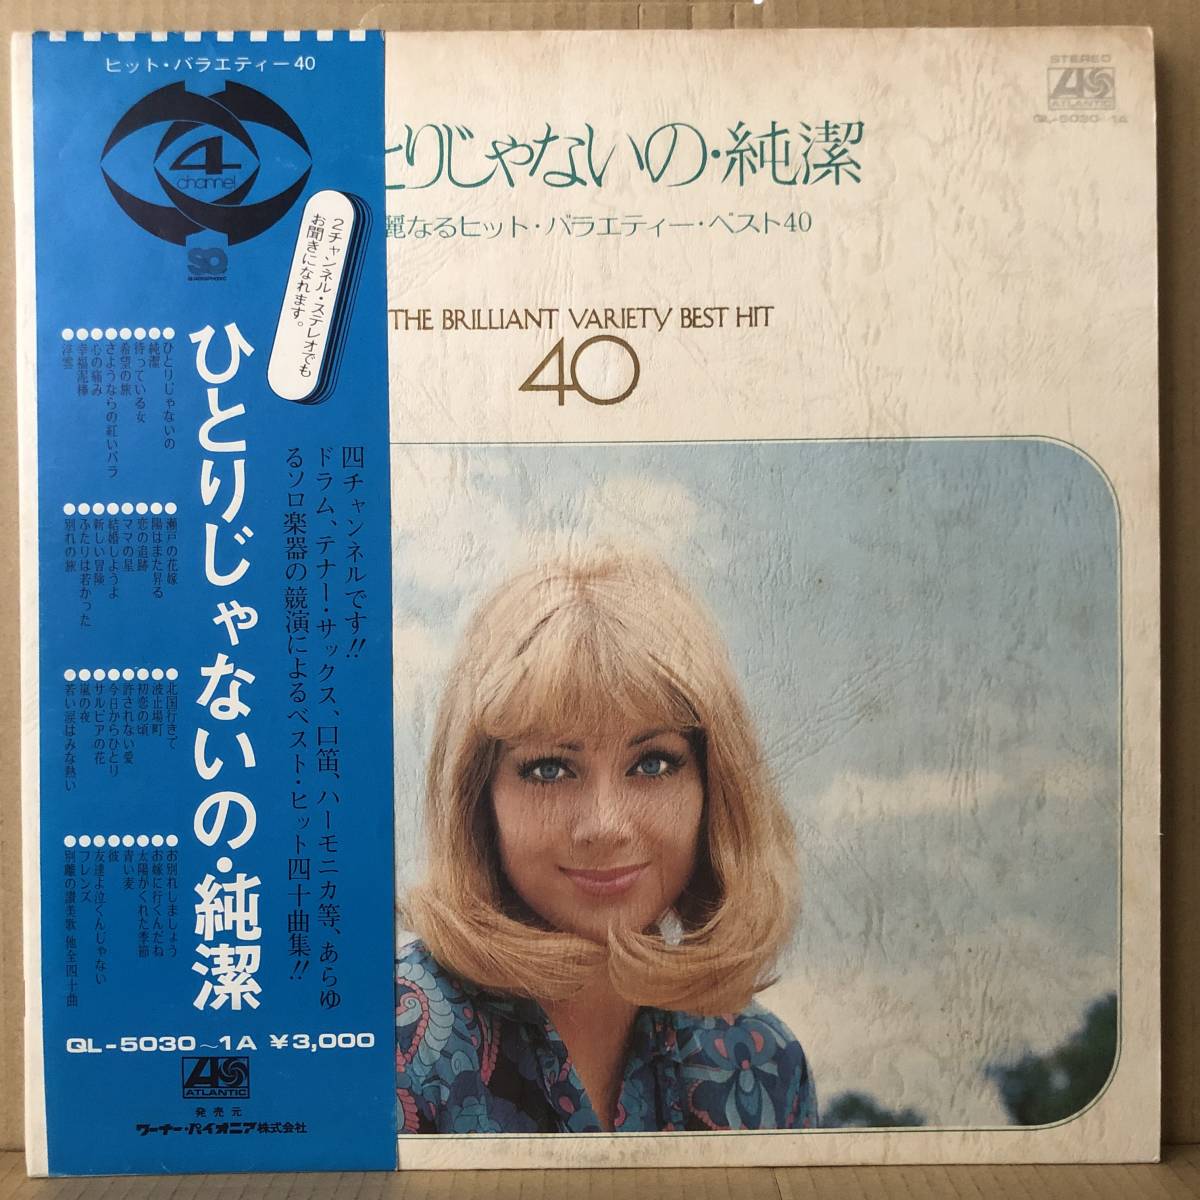 ヒット・バラエティー40
4
channel
SQ
QUADRAPHONIC
2チャンネル・ステレオでも
お聞きになれます。
ひとりじゃないの・純潔
四チャンネルです!!
ドラム、テナー・サックス、口笛、ハーモニカ等、あらゆ
るソロ楽器の競演によるベスト・ヒット四十曲集!!
●ひとりじゃないの
●純潔
●待っている女
●希望の旅
●さようならの紅いバラ
●心の痛み
●幸福泥棒
●浮雲
●瀬戸の花嫁
●陽はまた昇る
●恋の追跡
●ママの星
●結婚しようよ
●新しい冒険
●ふたりは若かった
●別れの旅
●北国行きで
●波止場町
●初恋の頃
●許されない愛
●今日からひとり
●サルビアの花
●嵐の夜
●若い涙はみな熱い
●お別れしましょう
●お嫁に行くんだね
●太陽がくれた季節
●青い麦
●彼
●友達よ泣くんじゃない
●フレンズ
●別離の讃美歌 他全四十曲
QL-5030~1A ¥3,000
ATLANTIC
発売元
ワーナー・パイオニア株式会社
STEREO
ATLANTIC
QL-5030~1A
とりじゃないの・純潔
麗なるヒット・バラエティー・ベスト40
THE BRILLIANT VARIETY BEST HIT
40